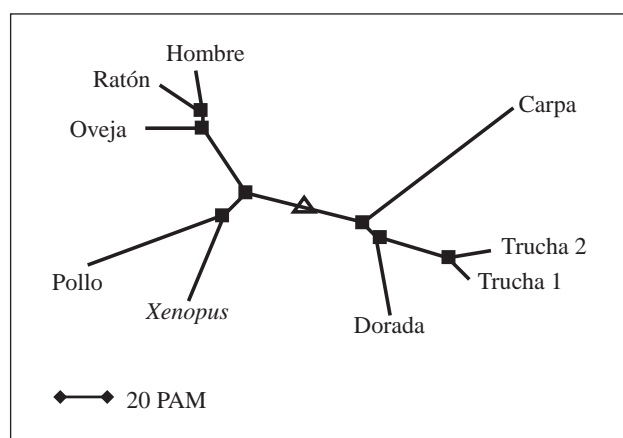 Hombre
Ratón
Oveja
Carpa
Pollo
Xenopus
Trucha 2
Trucha 1
Dorada
20 PAM